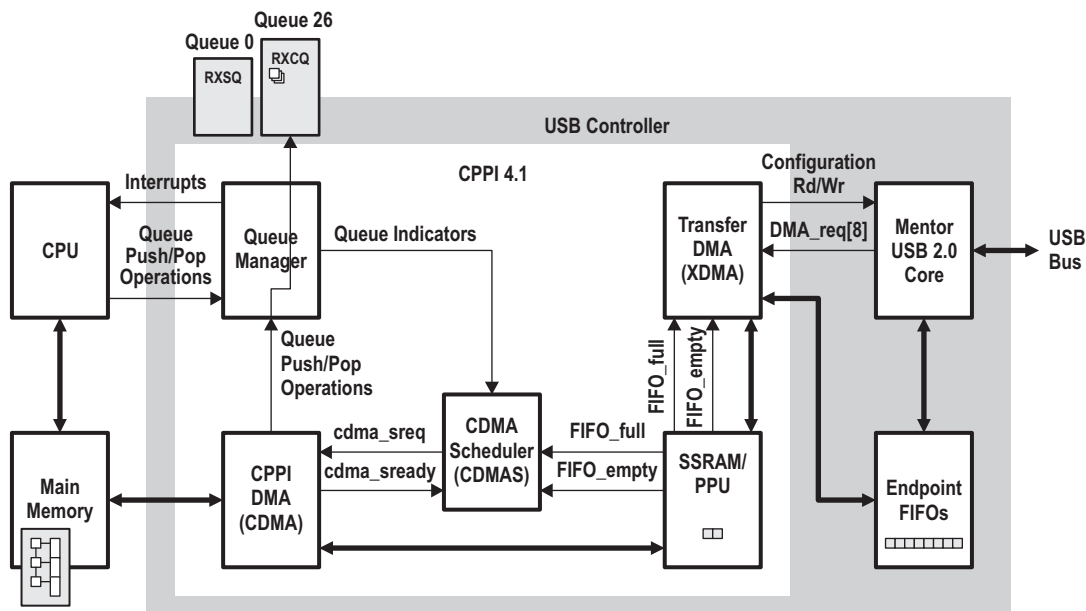 Queue 26
Queue 0
RXSQ
RXCQ
USB Controller
CPPI 4.1
Configuration
Rd/Wr
Interrupts
CPU
Queue
Push/Pop
Operations
Queue
Manager
Queue Indicators
Transfer
DMA
(XDMA)
DMA_req[8]
Mentor
USB 2.0
Core
USB
Bus
Queue
Push/Pop
Operations
FIFO_full
FIFO_empty
cdma_sreq
cdma_sready
CDMA
Scheduler
(CDMAS)
FIFO_full
FIFO_empty
Main
Memory
CPPI
DMA
(CDMA)
SSRAM/
PPU
Endpoint
FIFOs